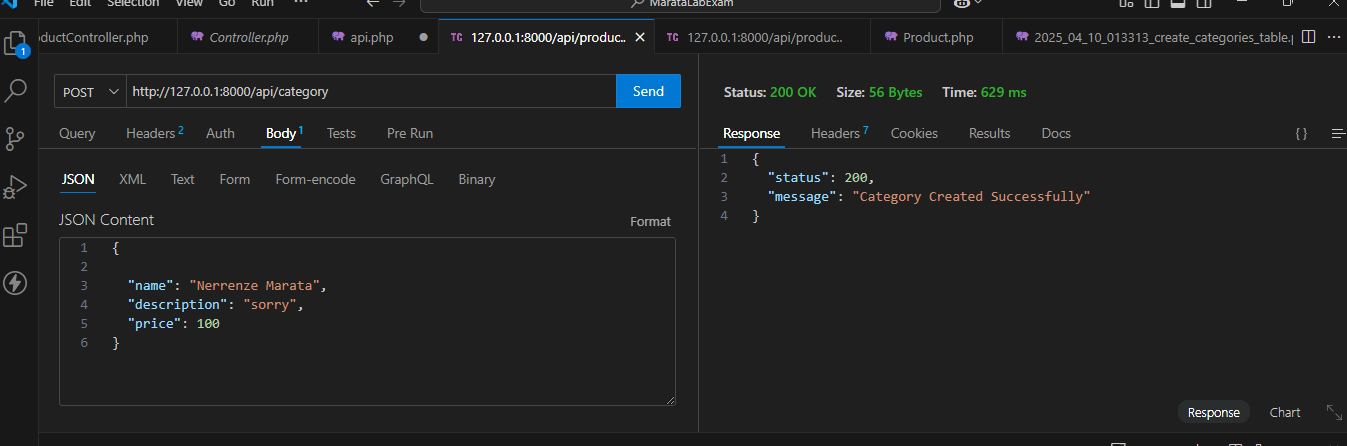 File Edit Selection View Go Run ··· MarataLabExam
ductController.php Controller.php api.php TC 127.0.0.1:8000/api/produc.. TC 127.0.0.1:8000/api/produc.. Product.php 2025_04_10_013313_create_categories_table.p
1
POST http://127.0.0.1:8000/api/category Send
Query Headers 2 Auth Body 1 Tests Pre Run
JSON XML Text Form Form-encode GraphQL Binary
JSON Content Format
1 {
2
3 "name": "Nerrenze Marata",
4 "description": "sorry",
5 "price": 100
6 }
Status: 200 OK Size: 56 Bytes Time: 629 ms
Response Headers 7 Cookies Results Docs { }
1 {
2 "status": 200,
3 "message": "Category Created Successfully"
4 }
Response Chart